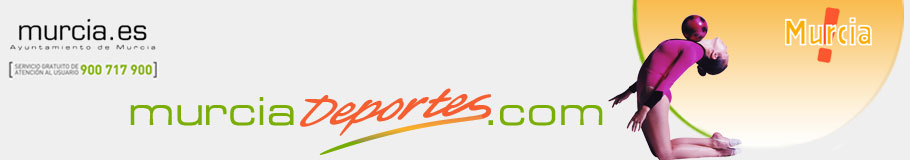 murcia.es
Ayuntamiento de Murcia
[SERVICIO GRATUITO DE
ATENCIÓN AL USUARIO 900 717 900]
murciaDeportes.com
Murcia!